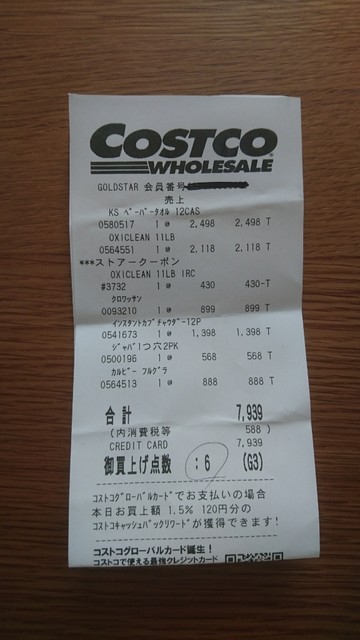 COSTCO
WHOLESALE
GOLDSTAR 会員番号
売上
KS ペーパータオル 12CAS
0580517 1@ 2,498 2,498 T
OXICLEAN 11LB
0564551 1@ 2,118 2,118 T
***ストアークーポン
OXICLEAN 11LB IRC
#3732 1@ 430 430-T
クロワッサン
0093210 1@ 899 899 T
インスタントカプチャウダー12P
0541673 1@ 1,398 1,398 T
ジャバ1つ穴2PK
0500196 1@ 568 568 T
カルビー フルグラ
0564513 1@ 888 888 T
合計 7,939
(内消費税等 588 )
CREDIT CARD 7,939
御買上げ点数 :6 (G3)
コストコグローバルカードでお支払いの場合
本日お買上額 1.5% 120円分の
コストコキャッシュバックリワードが獲得できます!
コストコグローバルカード誕生!
コストコで使える最強クレジットカード